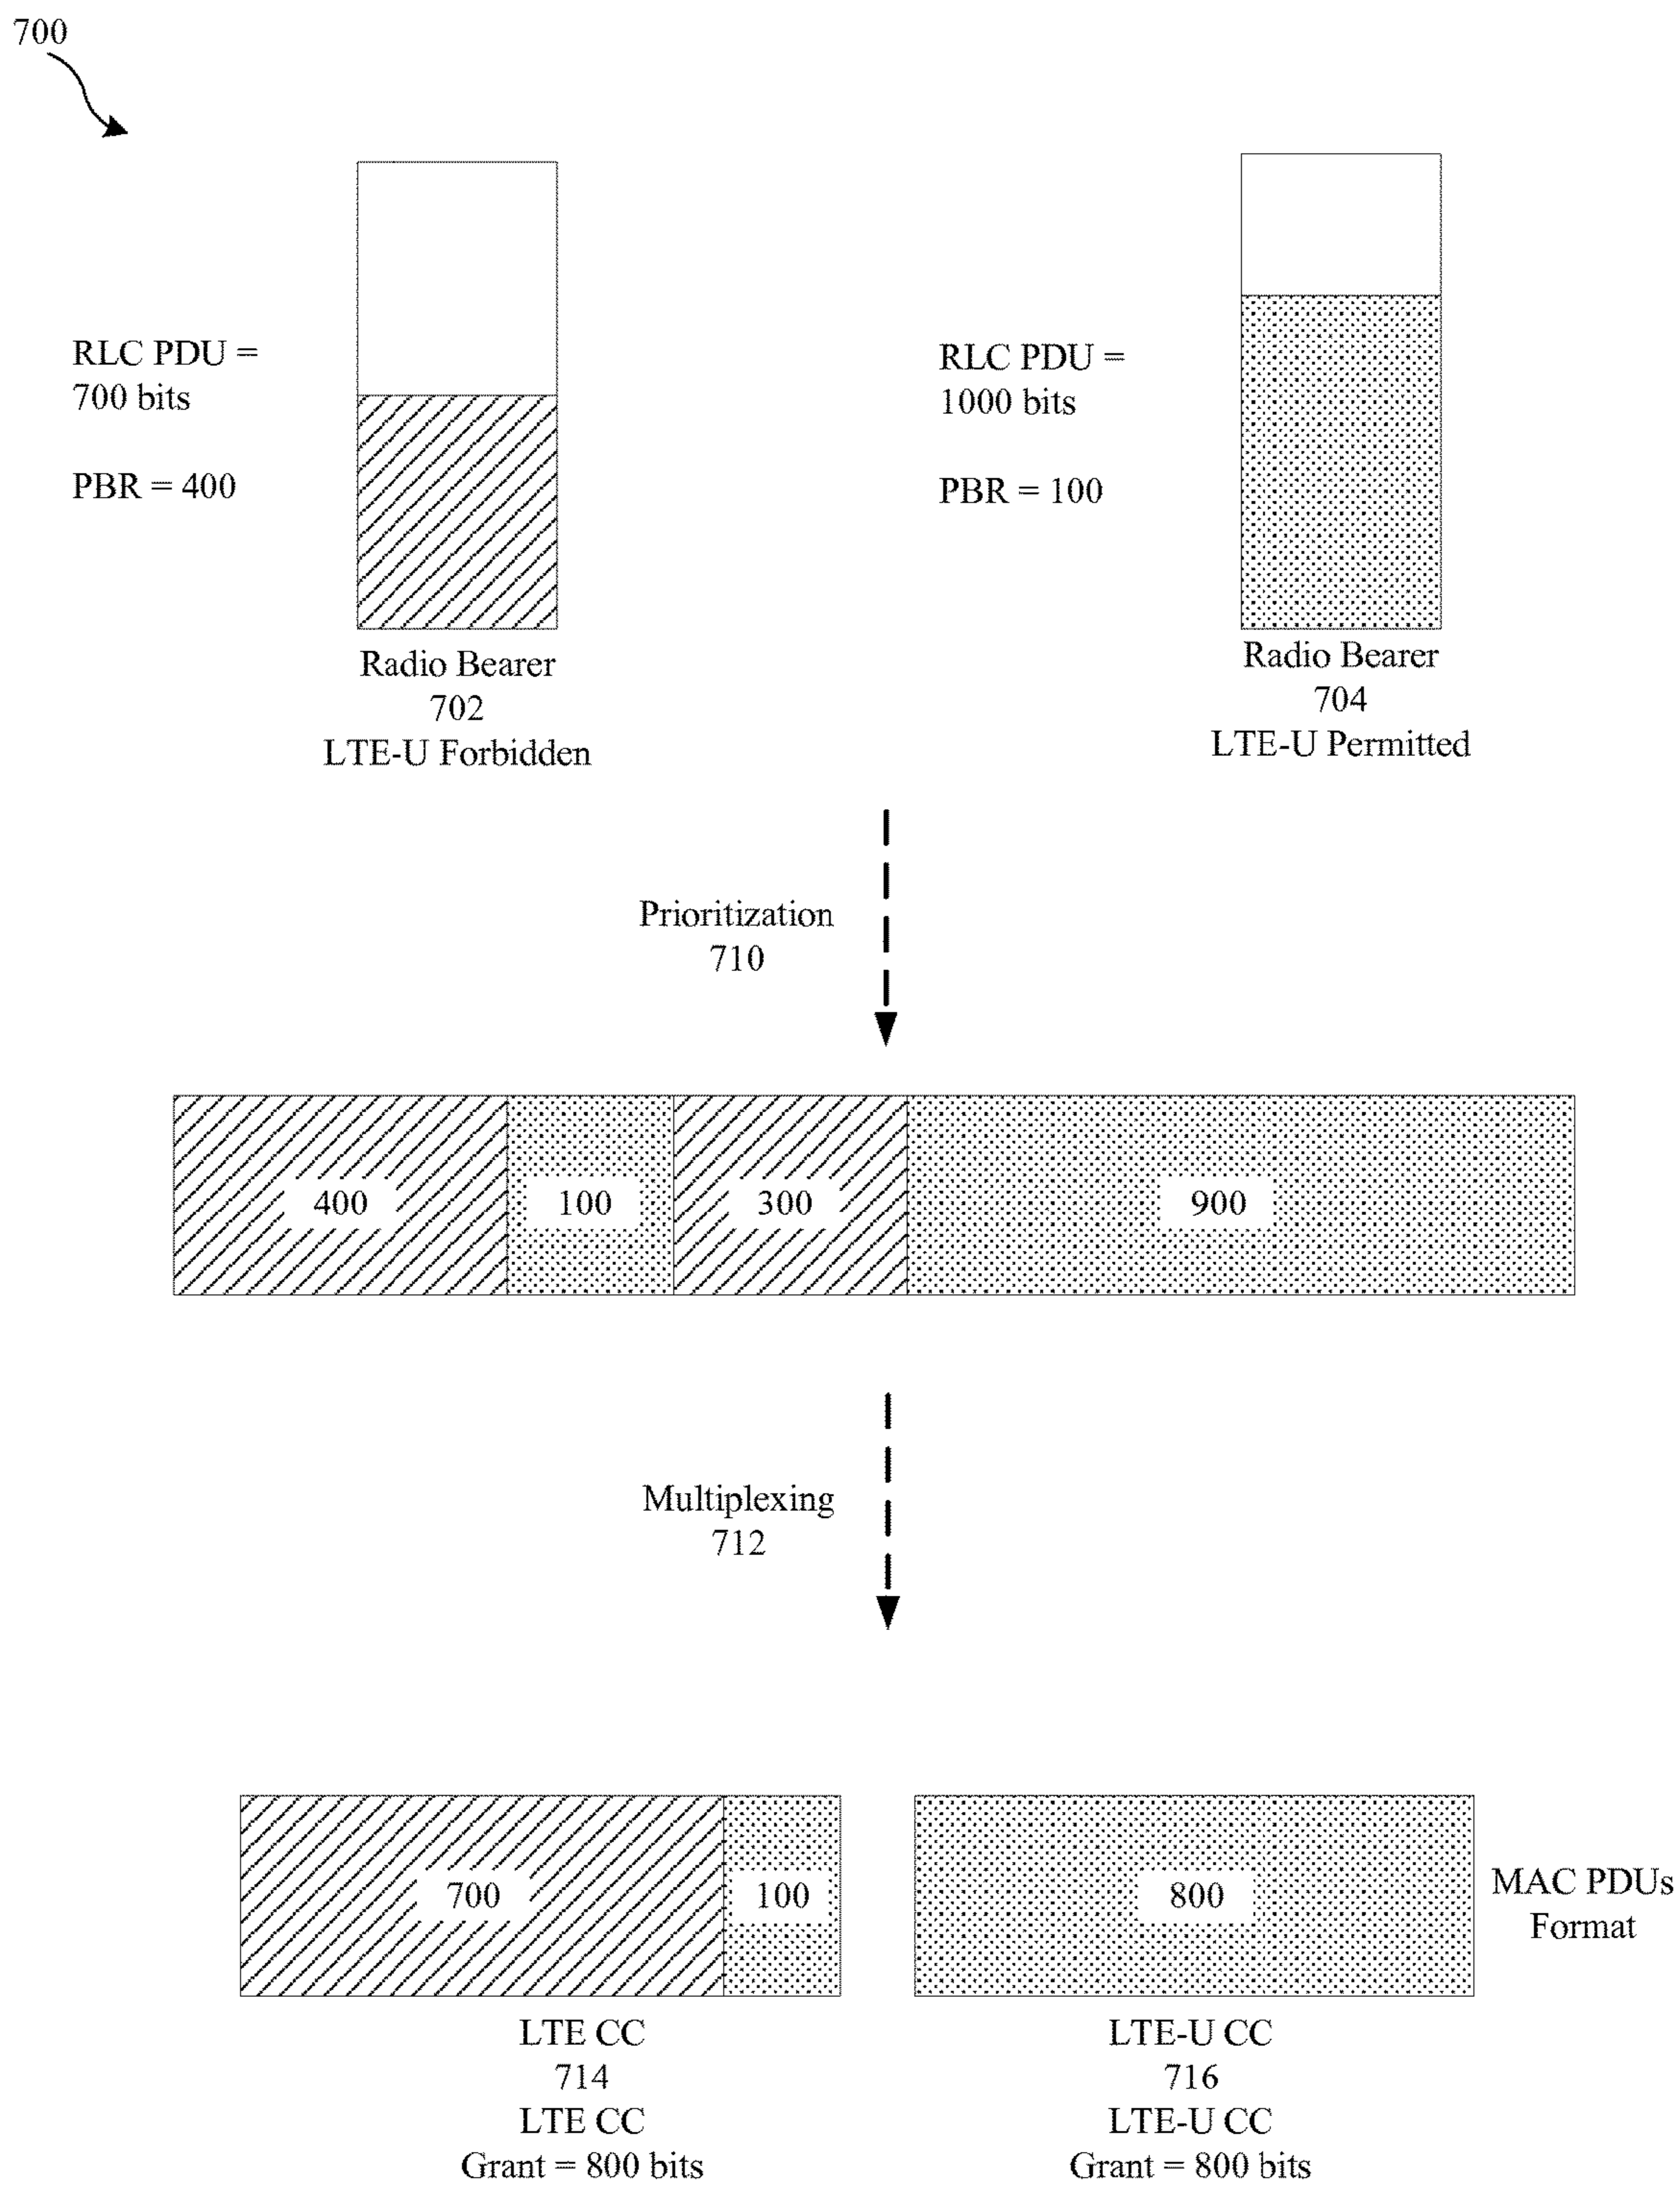 700
RLC PDU =
700 bits
PBR = 400
Radio Bearer
702
LTE-U Forbidden
RLC PDU =
1000 bits
PBR = 100
Radio Bearer
704
LTE-U Permitted
Prioritization
710
400
100
300
900
Multiplexing
712
700
100
800
MAC PDUs
Format
LTE CC
714
LTE CC
Grant = 800 bits
LTE-U CC
716
LTE-U CC
Grant = 800 bits